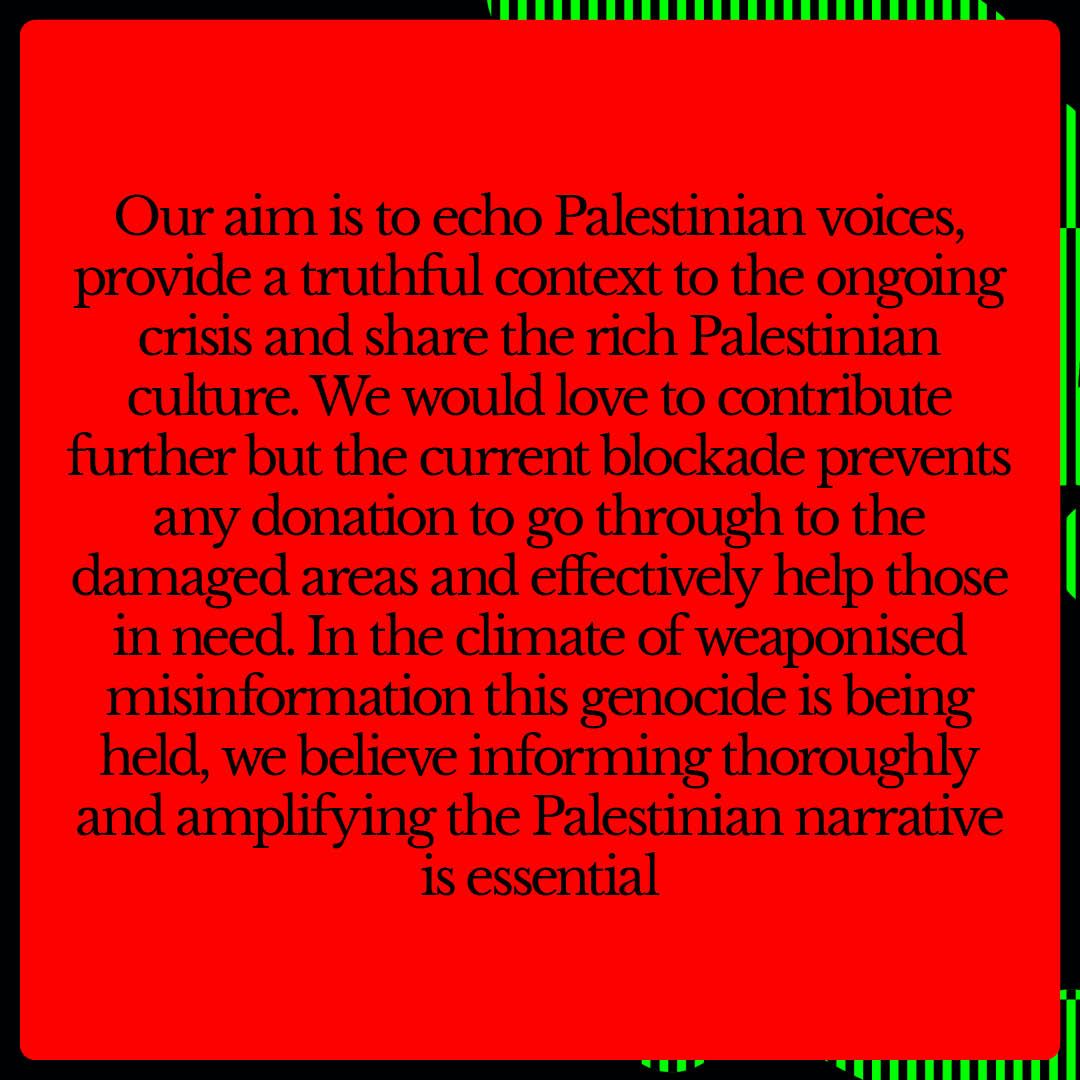 Our aim is to echo Palestinian voices,
provide a truthful context to the ongoing
crisis and share the rich Palestinian
culture. We would love to contribute
further but the current blockade prevents
any donation to go through to the
damaged areas and effectively help those
in need. In the climate of weaponised
misinformation this genocide is being
held, we believe informing thoroughly
and amplifying the Palestinian narrative
is essential